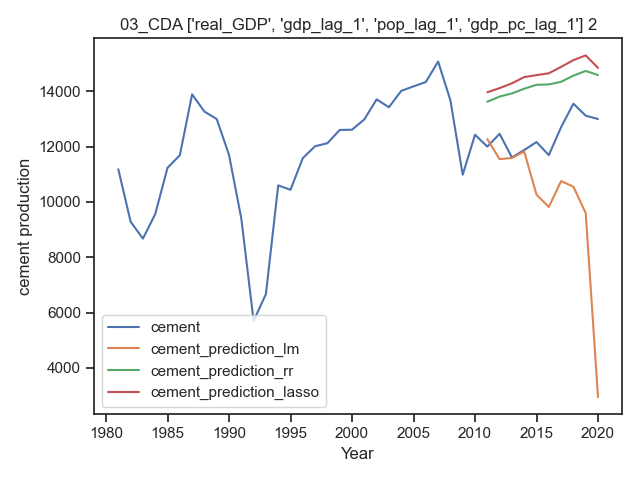 03_CDA ['real_GDP', 'gdp_lag_1', 'pop_lag_1', 'gdp_pc_lag_1'] 2
14000
12000
10000
8000
6000
4000
cement production
cement
cement_prediction_lm
cement_prediction_rr
cement_prediction_lasso
1980 1985 1990 1995 2000 2005 2010 2015 2020
Year